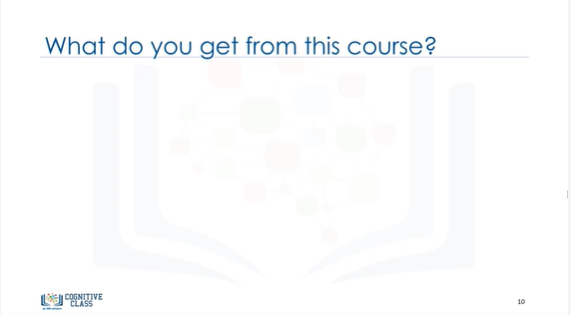 What do you get from this course?
COGNITIVE
CLASS
10